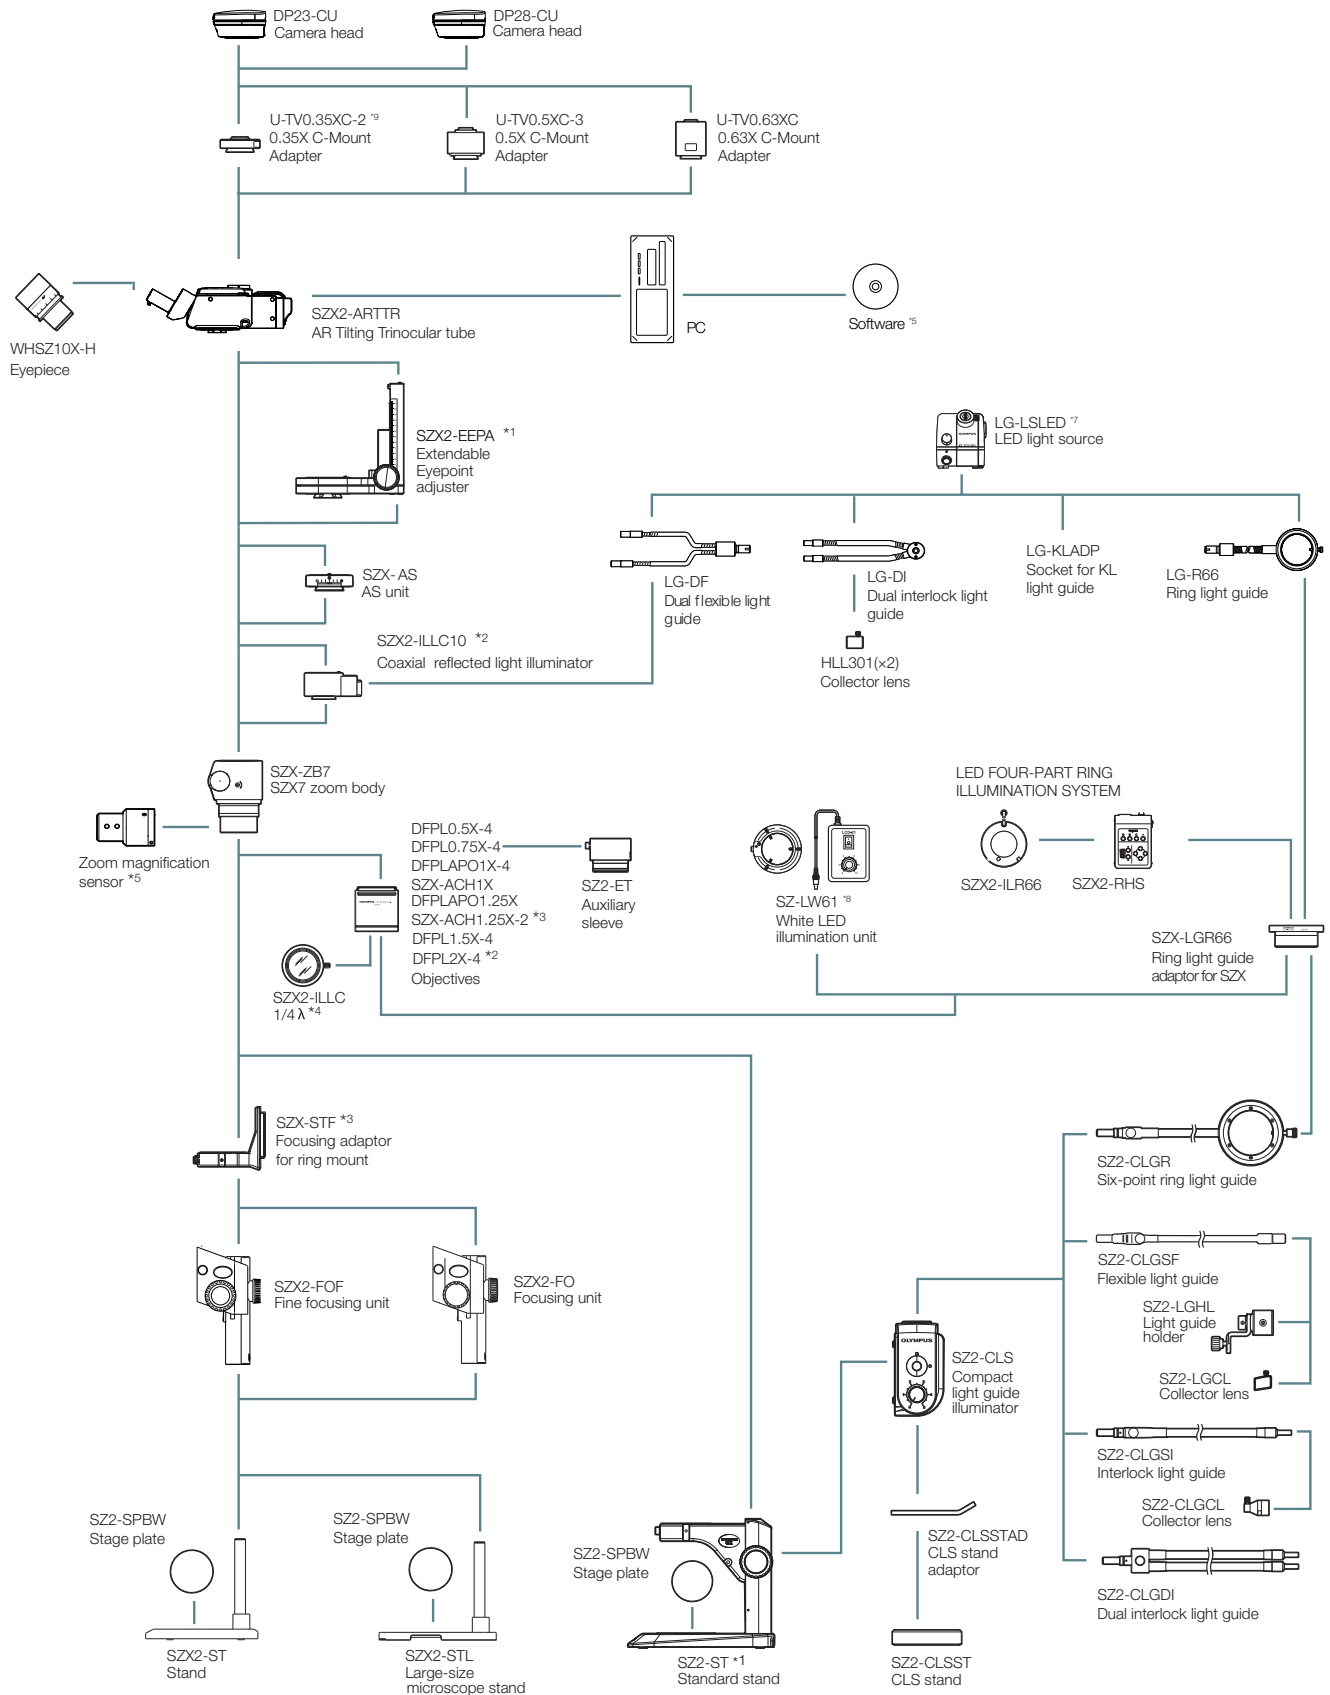 DP23-CU
Camera head
DP28-CU
Camera head
U-TV0.35XC-2 *9
0.35X C-Mount
Adapter
U-TV0.5XC-3
0.5X C-Mount
Adapter
U-TV0.63XC
0.63X C-Mount
Adapter
WHSZ10X-H
Eyepiece
SZX2-ARTTR
AR Tilting Trinocular tube
PC
Software *5
SZX2-EEPA *1
Extendable
Eyepoint
adjuster
LG-LSLED *7
LED light source
SZX-AS
AS unit
LG-DF
Dual flexible light
guide
LG-DI
Dual interlock light
guide
LG-KLADP
Socket for KL
light guide
LG-R66
Ring light guide
SZX2-ILLC10 *2
Coaxial reflected light illuminator
HLL301(×2)
Collector lens
SZX-ZB7
SZX7 zoom body
Zoom magnification
sensor *5
DFPL0.5X-4
DFPL0.75X-4
DFPLAPO1X-4
SZX-ACH1X
DFPLAPO1.25X
SZX-ACH1.25X-2 *3
DFPL1.5X-4
DFPL2X-4 *2
Objectives
SZ2-ET
Auxiliary
sleeve
SZX2-ILLC
1/4 λ *4
SZ-LW61 *8
White LED
illumination unit
LED FOUR-PART RING
ILLUMINATION SYSTEM
SZX2-ILR66
SZX2-RHS
SZX-LGR66
Ring light guide
adaptor for SZX
SZX-STF *3
Focusing adaptor
for ring mount
SZX2-FOF
Fine focusing unit
SZX2-FO
Focusing unit
OLYMPUS
SZ2-CLS
Compact
light guide
illuminator
SZ2-CLGR
Six-point ring light guide
SZ2-CLGSF
Flexible light guide
SZ2-LGHL
Light guide
holder
SZ2-LGCL
Collector lens
SZ2-CLGSI
Interlock light guide
SZ2-CLGCL
Collector lens
SZ2-CLGDI
Dual interlock light guide
SZ2-SPBW
Stage plate
SZX2-ST
Stand
SZ2-SPBW
Stage plate
SZX2-STL
Large-size
microscope stand
SZ2-SPBW
Stage plate
SZ2-ST *1
Standard stand
SZ2-CLSSTAD
CLS stand
adaptor
SZ2-CLSST
CLS stand